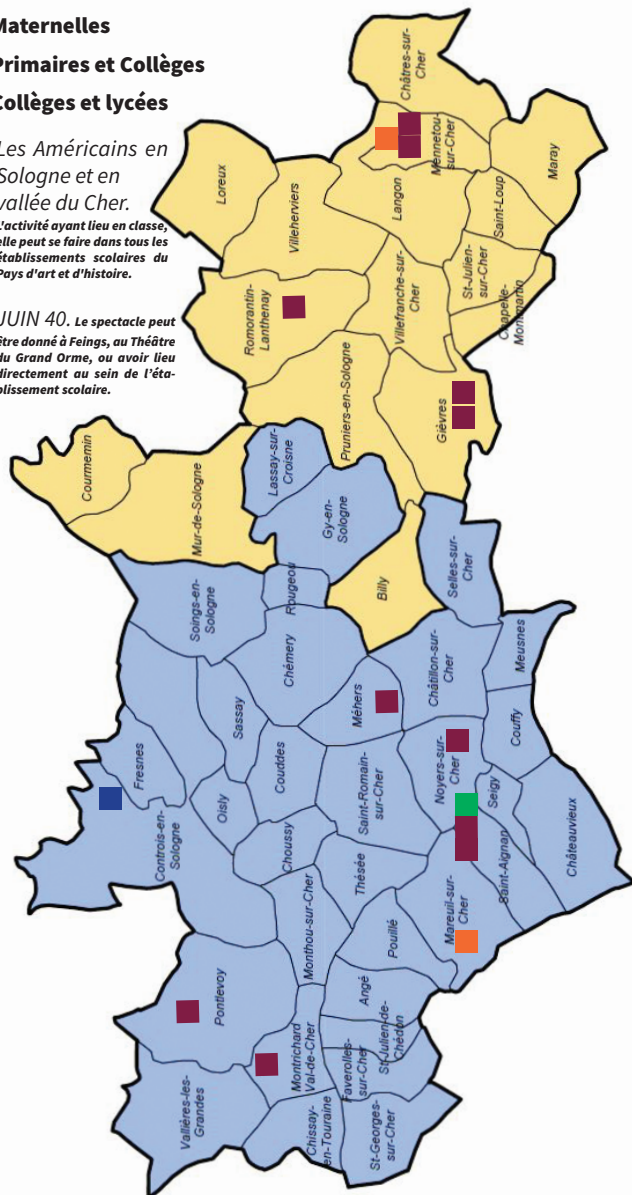 Maternelles
Primaires et Collèges
Collèges et lycées
Les Américains en
Sologne et en
vallée du Cher.
L'activité ayant lieu en classe,
elle peut se faire dans tous les
établissements scolaires du
Pays d'art et d'histoire.
JUIN 40. Le spectacle peut
être donné à Feings, au Théâtre
du Grand Orme, ou avoir lieu
directement au sein de l'éta-
blissement scolaire.
Châtres-sur-
Cher
Mennetou-
sur-Cher
Maray
Loreux
Villeherviers
Langon
Saint-Loup
St-Julien-
sur-Cher
Chapelle-
Montmartin
Romorantin-
Lanthenay
Villefranche-sur-
Cher
Pruniers-en-Sologne
Gièvres
Courmemin
Mur-de-Sologne
Lassay-sur-
Croisne
Gy-en-
Sologne
Billy
Selles-sur-
Cher
Soings-en-
Sologne
Rougeou
Chémery
Méhers
Châtillon-sur-
Cher
Meusnes
Couffy
Fresnes
Sassay
Couddes
Oisly
Controis-en-
Sologne
Choussy
Saint-Romain-
sur-Cher
Noyers-sur-
Cher
Seigy
Châteauvieux
Saint-Aignan
Thésée
Mareuil-sur-
Cher
Pouillé
Monthou-sur-Cher
Angé
Pontlevoy
Montrichard
Val-de-Cher
St-Julien-de-
Chédon
Faverolles-
sur-Cher
Vallières-les-
Grandes
Chissay-
en-Touraine
St-Georges-
sur-Cher